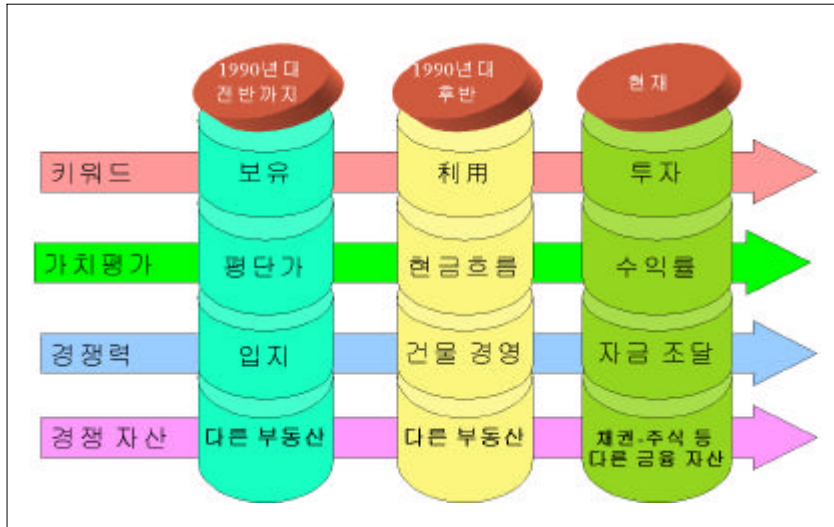 1990년대
전반까지
1990년대
후반
현재
키워드
보유
利用
투자
가치평가
평단가
현금흐름
수익률
경쟁력
입지
건물 경영
자금 조달
경쟁 자산
다른 부동산
다른 부동산
채권-주식 등
다른 금융 자산